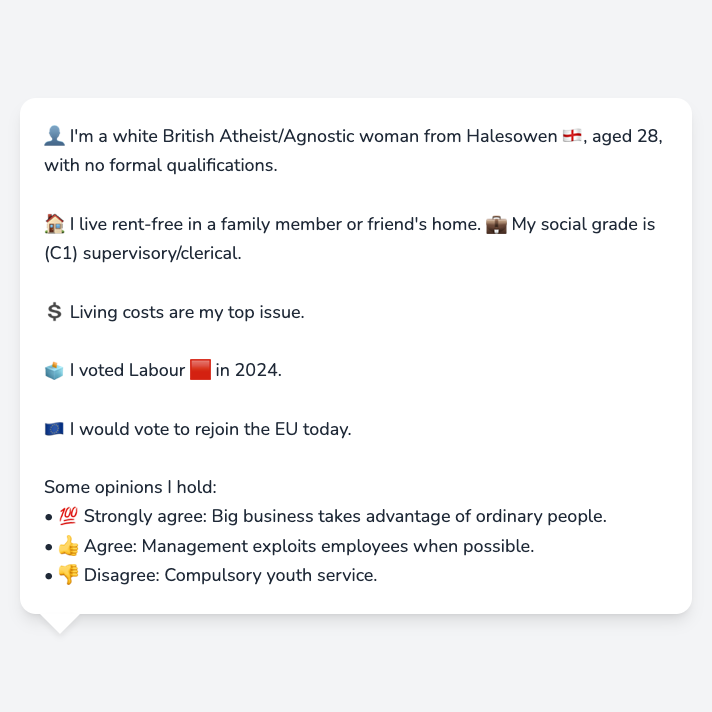 👤 I'm a white British Atheist/Agnostic woman from Halesowen 🏴󠁧󠁢󠁥󠁮󠁧󠁿, aged 28,
with no formal qualifications.
🏠 I live rent-free in a family member or friend's home. 💼 My social grade is
(C1) supervisory/clerical.
💲 Living costs are my top issue.
🗳️ I voted Labour 🟥 in 2024.
🇪🇺 I would vote to rejoin the EU today.
Some opinions I hold:
• 💯 Strongly agree: Big business takes advantage of ordinary people.
• 👍 Agree: Management exploits employees when possible.
• 👎 Disagree: Compulsory youth service.